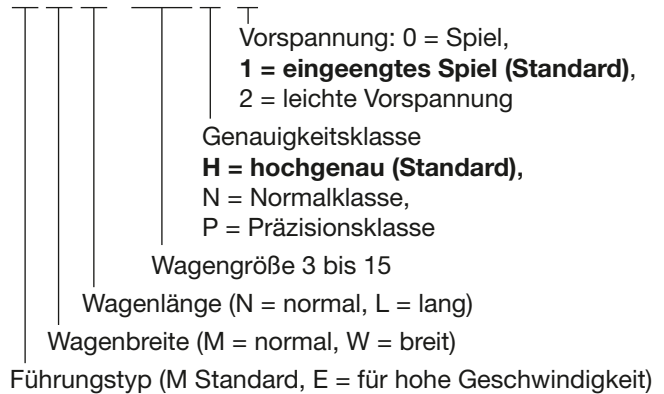 Vorspannung: 0 = Spiel,
1 = eingeengtes Spiel (Standard),
2 = leichte Vorspannung
Genauigkeitsklasse
H = hochgenau (Standard),
N = Normalklasse,
P = Präzisionsklasse
Wagengröße 3 bis 15
Wagenlänge (N = normal, L = lang)
Wagenbreite (M = normal, W = breit)
Führungstyp (M Standard, E = für hohe Geschwindigkeit)